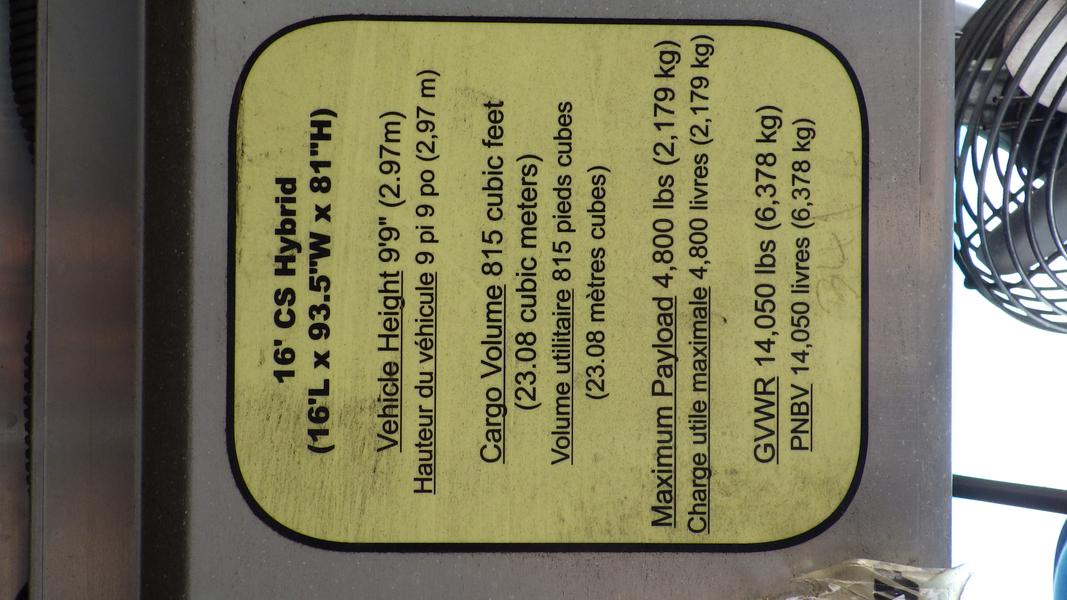 16' CS Hybrid
(16'L x 93.5"W x 81"H)
Vehicle Height 9'9" (2.97m)
Hauteur du véhicule 9 pi 9 po (2,97 m)
Cargo Volume 815 cubic feet
(23.08 cubic meters)
Volume utilitaire 815 pieds cubes
(23.08 mètres cubes)
Maximum Payload 4,800 lbs (2,179 kg)
Charge utile maximale 4,800 livres (2,179 kg)
GVWR 14,050 lbs (6,378 kg)
PNBV 14,050 livres (6,378 kg)